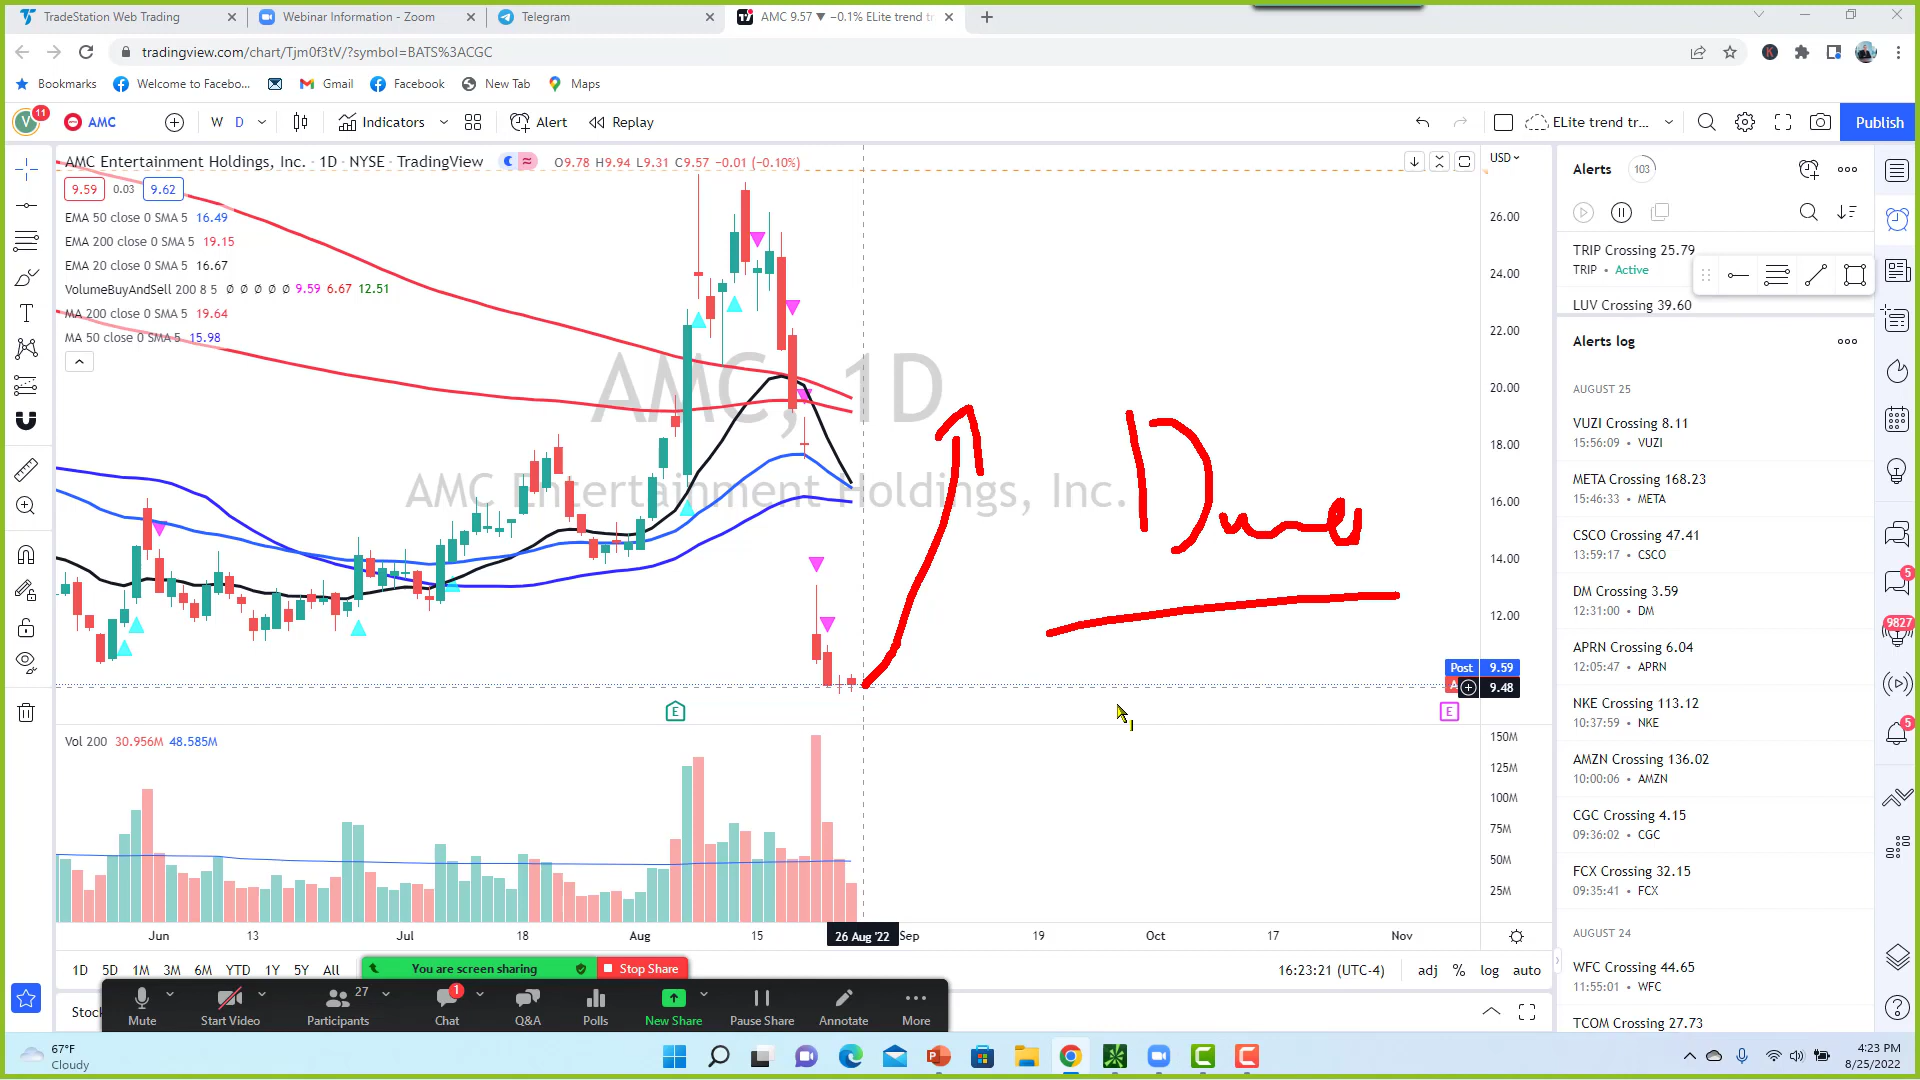 TradeStation Web Trading
Webinar Information - Zoom
Telegram
AMC 9.57 ▼ −0.1% ELite trend tr
tradingview.com/chart/Tjm0f3tV/?symbol=BATS%3ACGC
Bookmarks
Welcome to Facebo...
Gmail
Facebook
New Tab
Maps
V 11
AMC
W D
Indicators
Alert
Replay
ELite trend tr...
Publish
AMC Entertainment Holdings, Inc. · 1D · NYSE · TradingView
O9.78 H9.94 L9.31 C9.57 −0.01 (−0.10%)
USD
9.59 0.03 9.62
EMA 50 close 0 SMA 5 16.49
EMA 200 close 0 SMA 5 19.15
EMA 20 close 0 SMA 5 16.67
VolumeBuyAndSell 200 8 5 Ø Ø Ø Ø Ø 9.59 6.67 12.51
MA 200 close 0 SMA 5 19.64
MA 50 close 0 SMA 5 15.98
AMC, 1D
AMC Entertainment Holdings, Inc.
26.00
24.00
22.00
20.00
18.00
16.00
14.00
12.00
Post 9.59
9.48
E
E
Vol 200 30.956M 48.585M
150M
125M
100M
75M
50M
25M
Jun
13
Jul
18
Aug
15
26 Aug '22
Sep
19
Oct
17
Nov
1D 5D 1M 3M 6M YTD 1Y 5Y All
You are screen sharing
Stop Share
16:23:21 (UTC-4)
adj % log auto
Stoc
Mute
Start Video
27
Participants
1
Chat
Q&A
Polls
New Share
Pause Share
Annotate
More
Alerts 103
TRIP Crossing 25.79
TRIP • Active
LUV Crossing 39.60
Alerts log
AUGUST 25
VUZI Crossing 8.11
15:56:09 • VUZI
META Crossing 168.23
15:46:33 • META
CSCO Crossing 47.41
13:59:17 • CSCO
DM Crossing 3.59
12:31:00 • DM
APRN Crossing 6.04
12:05:47 • APRN
NKE Crossing 113.12
10:37:59 • NKE
AMZN Crossing 136.02
10:00:06 • AMZN
CGC Crossing 4.15
09:36:02 • CGC
FCX Crossing 32.15
09:35:41 • FCX
AUGUST 24
WFC Crossing 44.65
11:55:01 • WFC
TCOM Crossing 27.73
5
9827
5
67°F
Cloudy
4:23 PM
8/25/2022